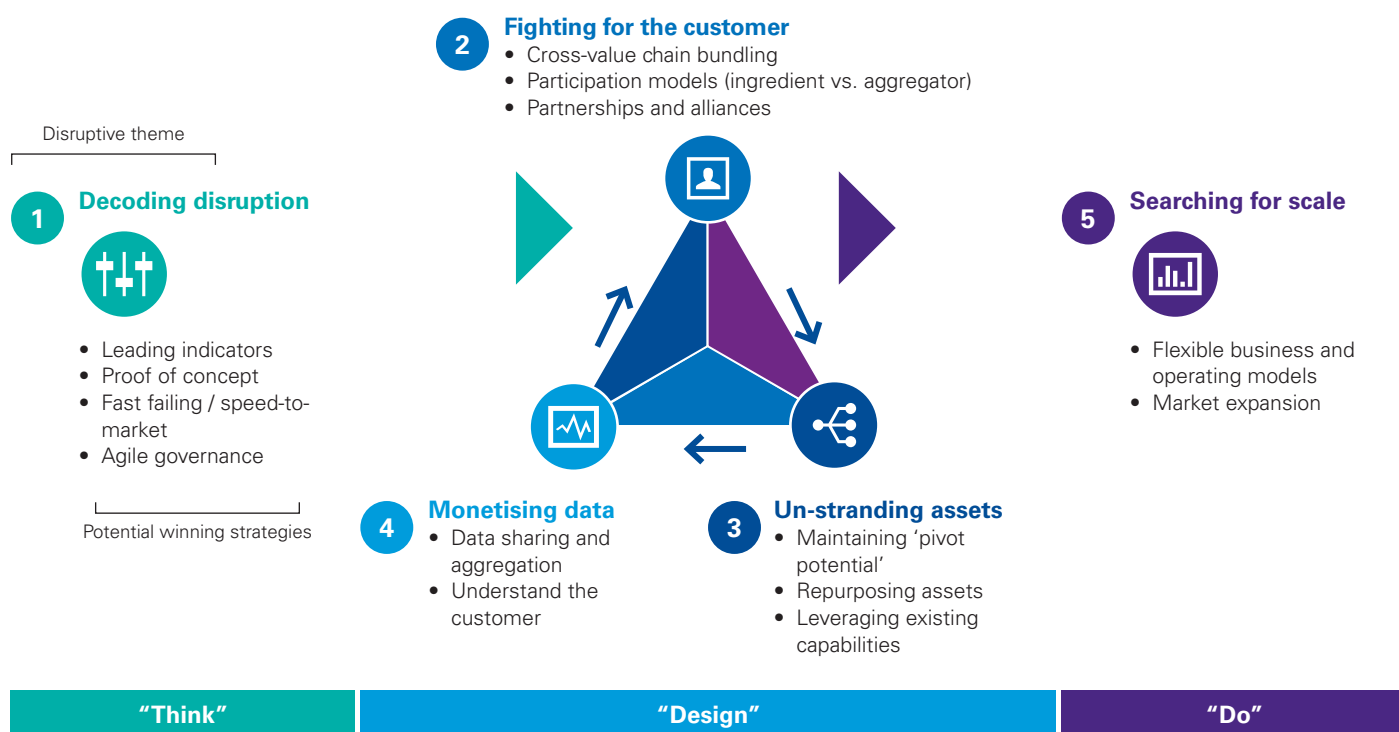 2
Fighting for the customer
• Cross-value chain bundling
• Participation models (ingredient vs. aggregator)
• Partnerships and alliances
Disruptive theme
1
Decoding disruption
• Leading indicators
• Proof of concept
• Fast failing / speed-to-
market
• Agile governance
Potential winning strategies
5
Searching for scale
• Flexible business and
operating models
• Market expansion
4
Monetising data
• Data sharing and
aggregation
• Understand the
customer
3
Un-stranding assets
• Maintaining ‘pivot
potential’
• Repurposing assets
• Leveraging existing
capabilities
“Think”
“Design”
“Do”